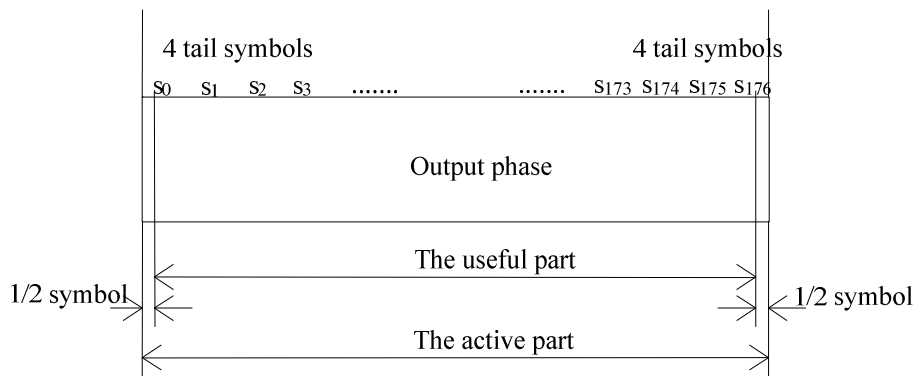 4 tail symbols 4 tail symbols
s0 s1 s2 s3 ....... ....... s173 s174 s175 s176
Output phase
The useful part
1/2 symbol 1/2 symbol
The active part